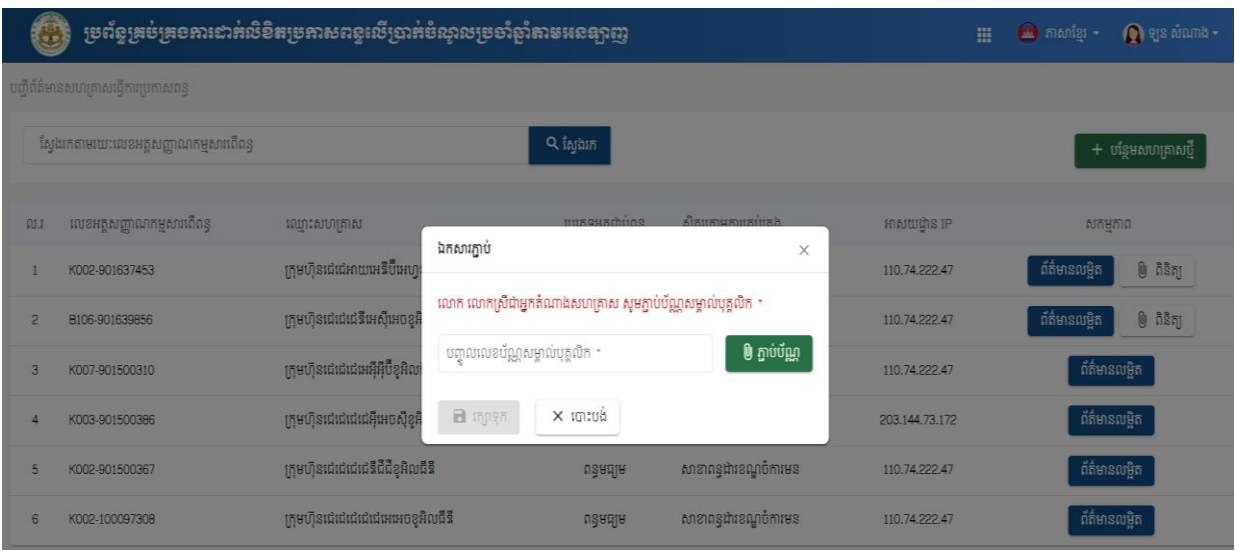 ប្រព័ន្ធគ្រប់គ្រងការដាក់លិខិតប្រកាសពន្ធលើប្រាក់ចំណូលប្រចាំឆ្នាំតាមអនឡាញ
ភាសាខ្មែរ
ឡុន សំណាង
បញ្ជីព័ត៌មានសហគ្រាសធ្វើការប្រកាសពន្ធ
ស្វែងរកតាមរយៈលេខអត្តសញ្ញាណកម្មសារពើពន្ធ
ស្វែងរក
+ បន្ថែមសហគ្រាសថ្មី
ល.រ លេខអត្តសញ្ញាណកម្មសារពើពន្ធ ឈ្មោះសហគ្រាស អាសយដ្ឋាន IP សកម្មភាព
ឯកសារភ្ជាប់ ×
1 K002-901637453 110.74.222.47 ព័ត៌មានលម្អិត ពិនិត្យ
លោក លោកស្រីជាអ្នកតំណាងសហគ្រាស សូមភ្ជាប់ប័ណ្ណសម្គាល់បុគ្គលិក *
2 B106-901639856 110.74.222.47 ព័ត៌មានលម្អិត ពិនិត្យ
បញ្ចូលលេខប័ណ្ណសម្គាល់បុគ្គលិក * ភ្ជាប់ប័ណ្ណ
3 K007-901500310 110.74.222.47 ព័ត៌មានលម្អិត
រក្សាទុក × បោះបង់
4 K003-901500386 203.144.73.172 ព័ត៌មានលម្អិត
5 K002-901500367 ក្រុមហ៊ុនជេជេជេជេឌីជីជីខូអិលធីឌី ពន្ធមធ្យម សាខាពន្ធដារខណ្ឌចំការមន 110.74.222.47 ព័ត៌មានលម្អិត
6 K002-100097308 ក្រុមហ៊ុនជេជេជេជេជេជេអេអេចខូអិលធីឌី ពន្ធមធ្យម សាខាពន្ធដារខណ្ឌចំការមន 110.74.222.47 ព័ត៌មានលម្អិត